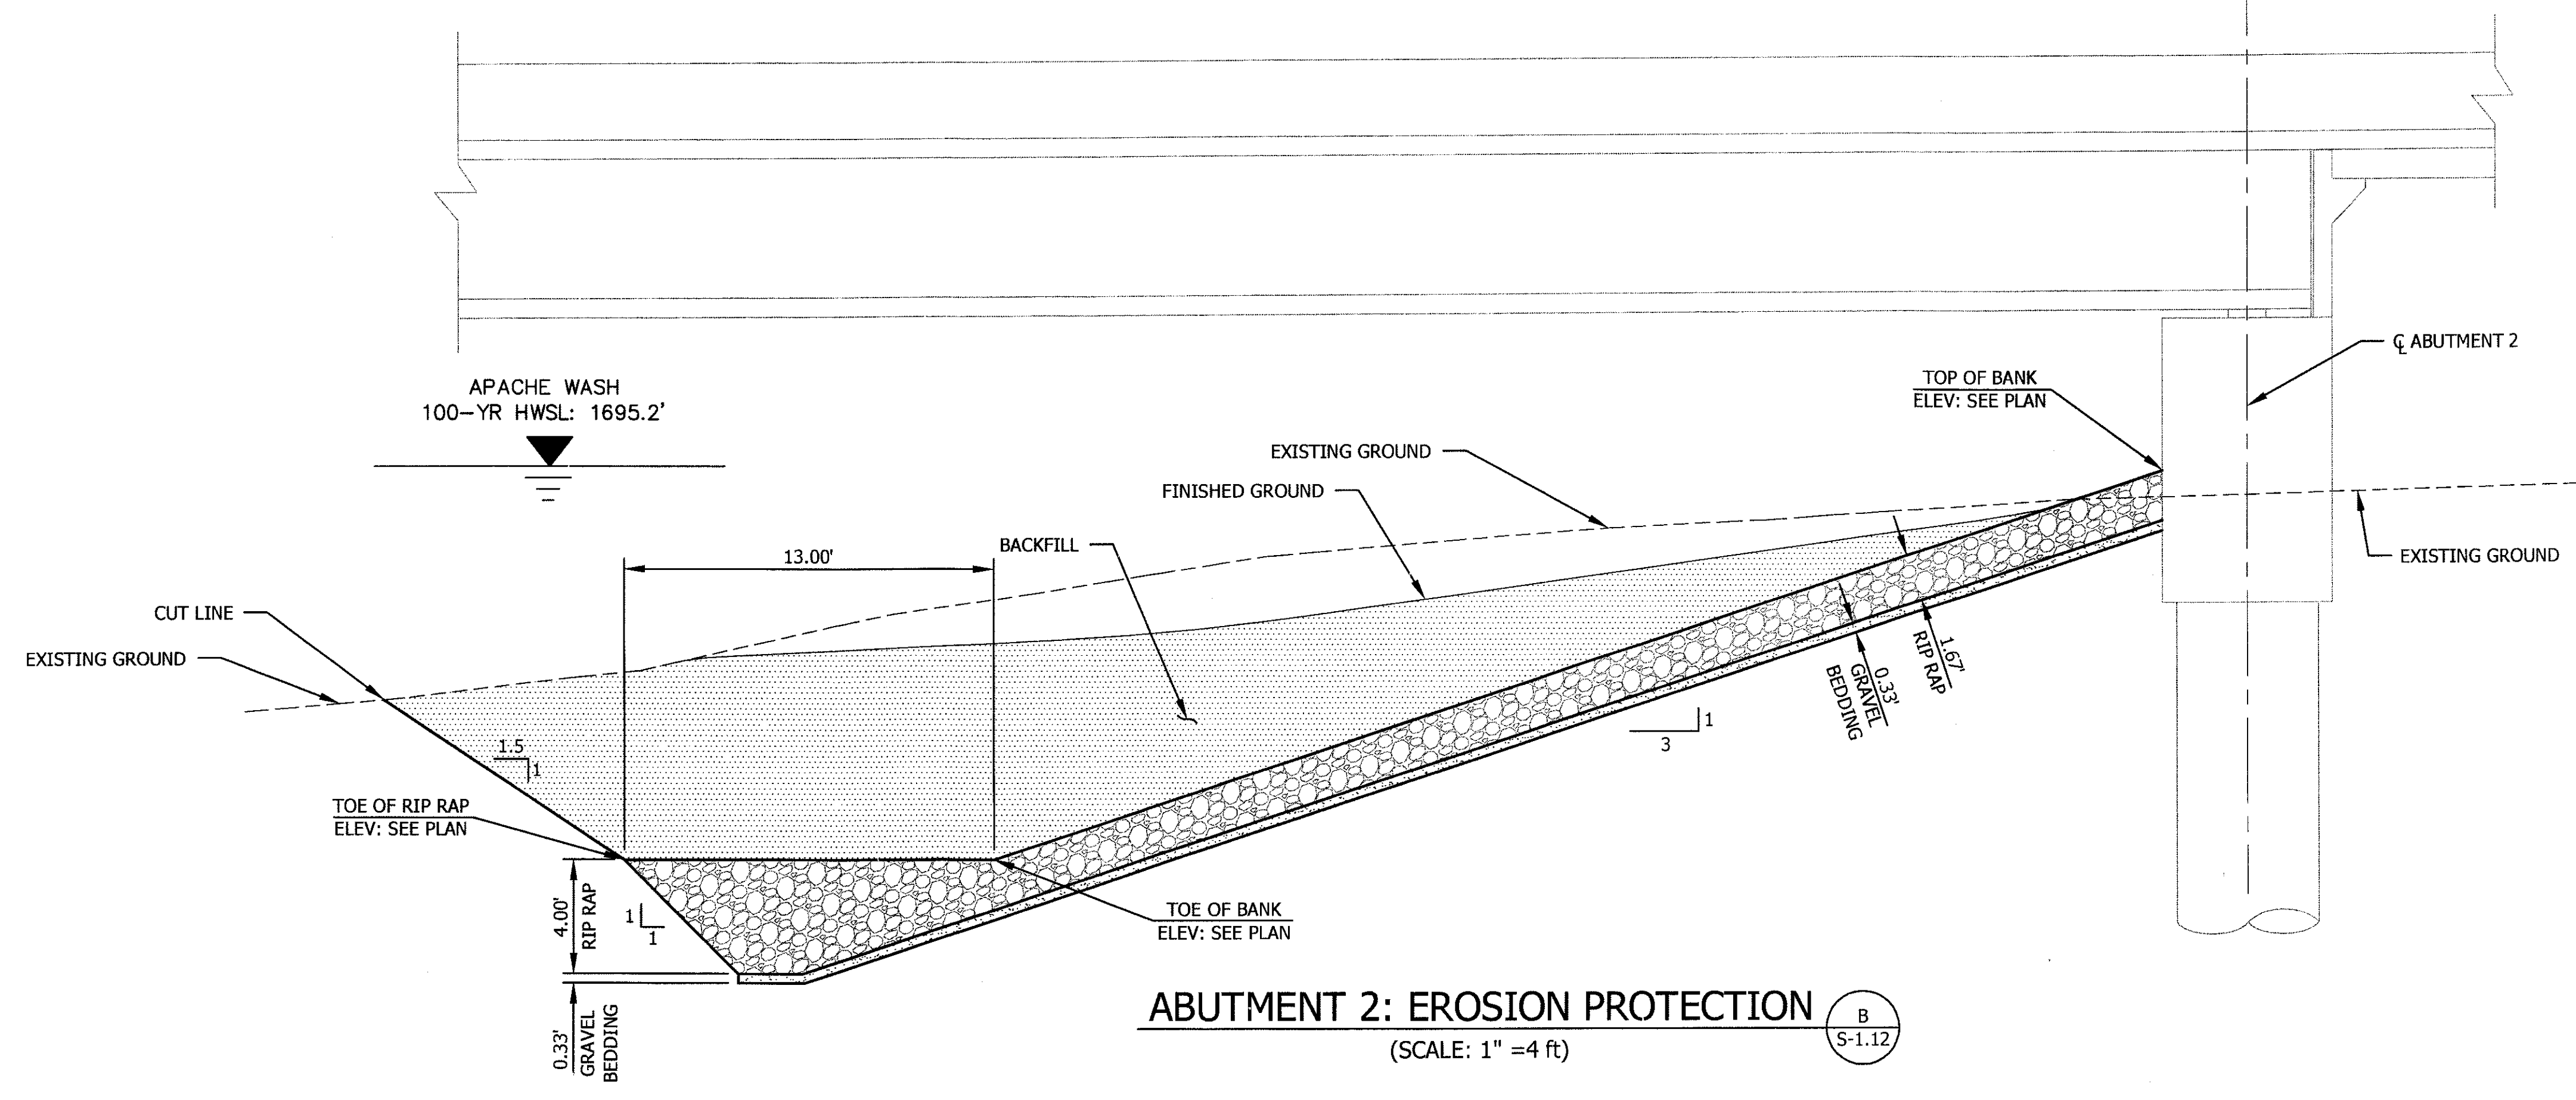 APACHE WASH
100-YR HWSL: 1695.2'
℄ ABUTMENT 2
TOP OF BANK
ELEV: SEE PLAN
EXISTING GROUND
FINISHED GROUND
BACKFILL
EXISTING GROUND
13.00'
CUT LINE
EXISTING GROUND
1.67'
RIP RAP
0.33'
GRAVEL
BEDDING
1
3
1.5
1
TOE OF RIP RAP
ELEV: SEE PLAN
4.00'
RIP RAP
1
1
TOE OF BANK
ELEV: SEE PLAN
0.33'
GRAVEL
BEDDING
ABUTMENT 2: EROSION PROTECTION
(SCALE: 1" =4 ft)
B
S-1.12